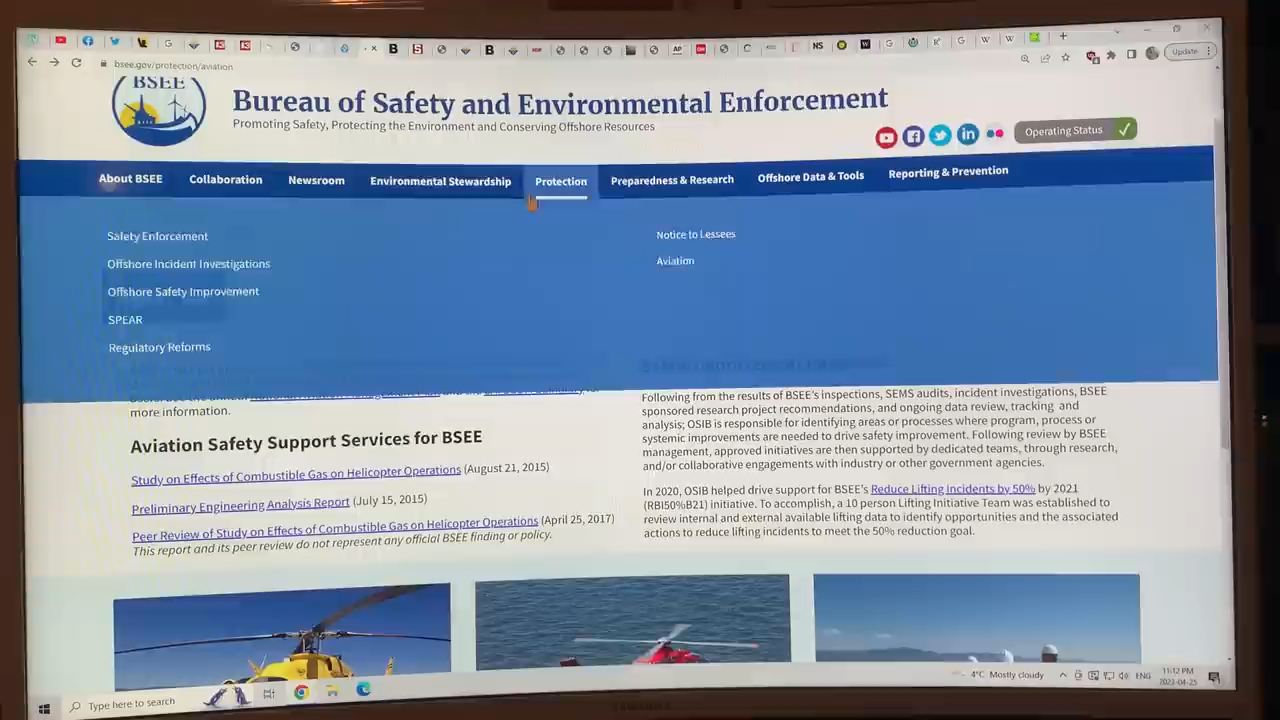 B S B AP NS W G K G W W
bsee.gov/protection/aviation
Update
BSEE
Bureau of Safety and Environmental Enforcement
Promoting Safety, Protecting the Environment and Conserving Offshore Resources
Operating Status
About BSEE Collaboration Newsroom Environmental Stewardship Protection Preparedness & Research Offshore Data & Tools Reporting & Prevention
Safety Enforcement
Offshore Incident Investigations
Offshore Safety Improvement
SPEAR
Regulatory Reforms
Notice to Lessees
Aviation
more information.
Aviation Safety Support Services for BSEE
Study on Effects of Combustible Gas on Helicopter Operations (August 21, 2015)
Preliminary Engineering Analysis Report (July 15, 2015)
Peer Review of Study on Effects of Combustible Gas on Helicopter Operations (April 25, 2017)
This report and its peer review do not represent any official BSEE finding or policy.
Following from the results of BSEE's inspections, SEMS audits, incident investigations, BSEE
sponsored research project recommendations, and ongoing data review, tracking and
analysis; OSIB is responsible for identifying areas or processes where program, process or
systemic improvements are needed to drive safety improvement. Following review by BSEE
management, approved initiatives are then supported by dedicated teams, through research,
and/or collaborative engagements with industry or other government agencies.
In 2020, OSIB helped drive support for BSEE's Reduce Lifting Incidents by 50% by 2021
(RBI50%B21) initiative. To accomplish, a 10 person Lifting Initiative Team was established to
review internal and external available lifting data to identify opportunities and the associated
actions to reduce lifting incidents to meet the 50% reduction goal.
Type here to search
4°C Mostly cloudy
ENG
11:12 PM
2023-04-25